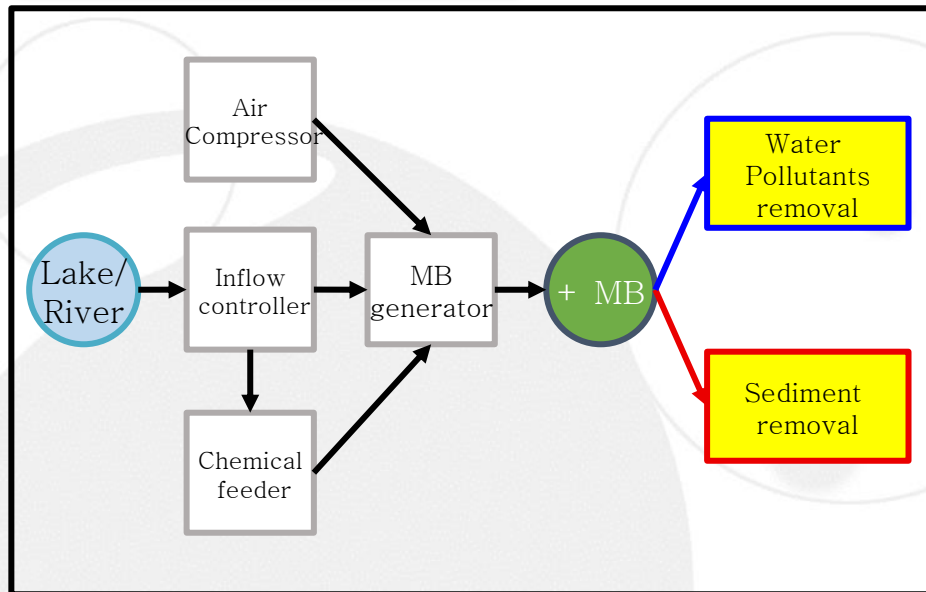 Air
Compressor
Lake/
River
Inflow
controller
MB
generator
+ MB
Water
Pollutants
removal
Chemical
feeder
Sediment
removal